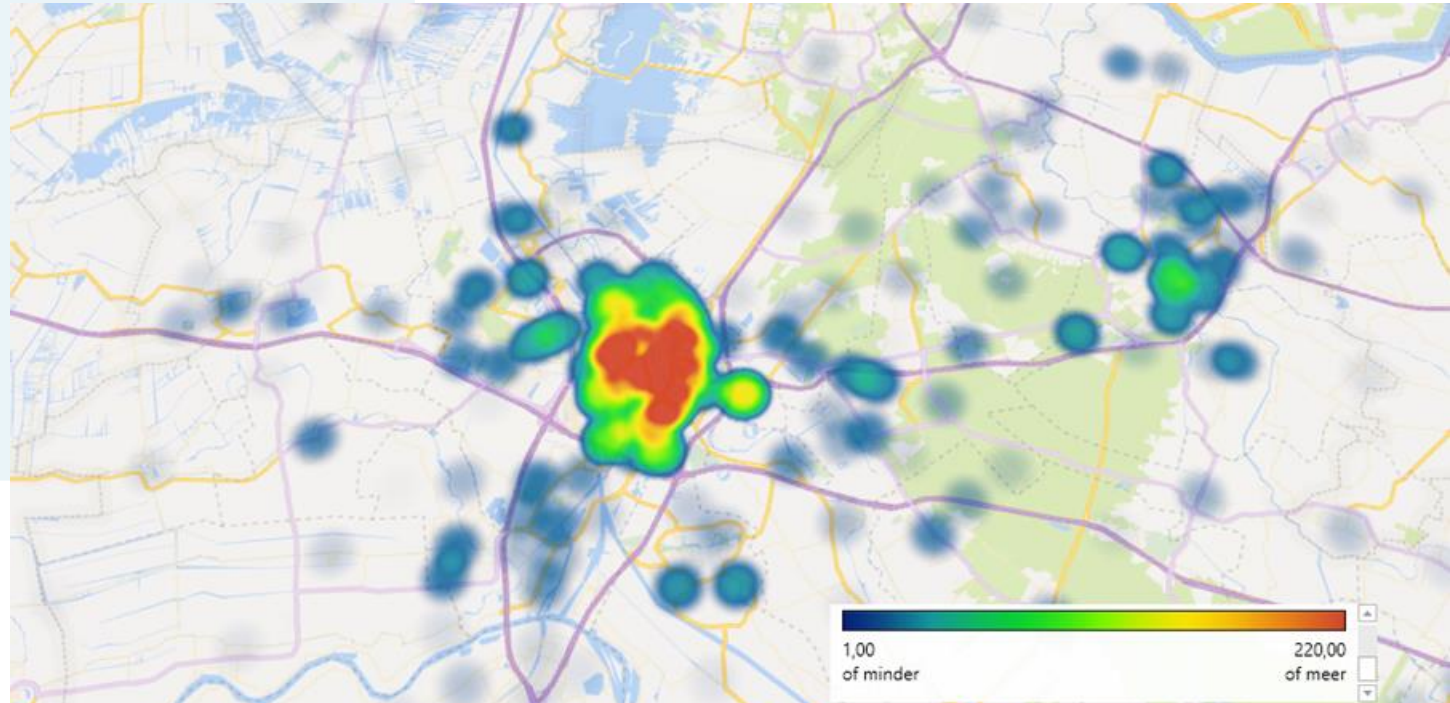 1,00
of minder
220,00
of meer